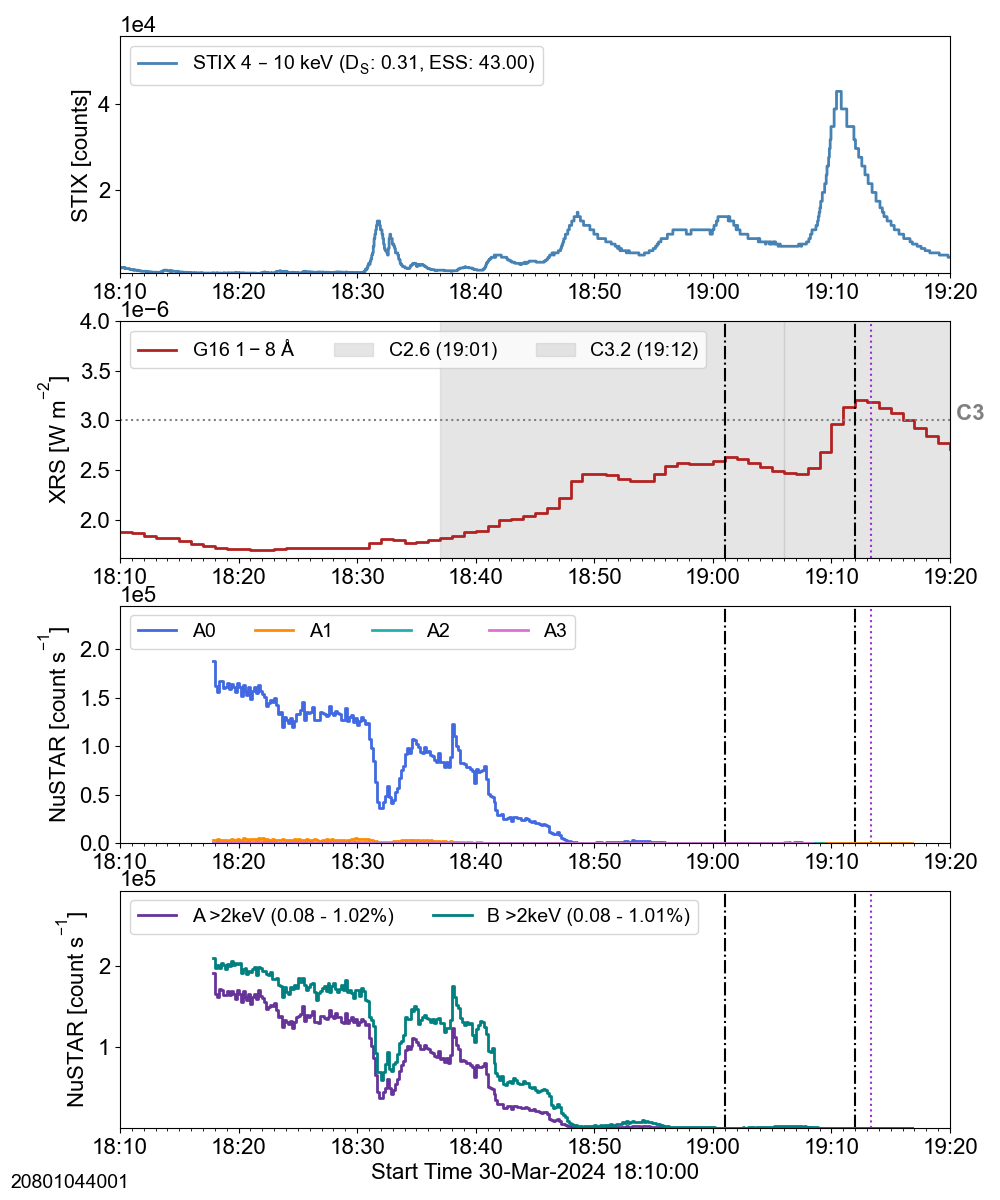 1e4
STIX 4 – 10 keV (DS: 0.31, ESS: 43.00)
STIX [counts]
4
2
18:10 18:20 18:30 18:40 18:50 19:00 19:10 19:20
1e−6
G16 1 – 8 Å C2.6 (19:01) C3.2 (19:12)
XRS [W m−2]
4.0
3.5
3.0
2.5
2.0
C3
18:10 18:20 18:30 18:40 18:50 19:00 19:10 19:20
1e5
A0 A1 A2 A3
NuSTAR [count s−1]
2.0
1.5
1.0
0.5
0.0
18:10 18:20 18:30 18:40 18:50 19:00 19:10 19:20
1e5
A >2keV (0.08 - 1.02%) B >2keV (0.08 - 1.01%)
NuSTAR [count s−1]
2
1
18:10 18:20 18:30 18:40 18:50 19:00 19:10 19:20
Start Time 30-Mar-2024 18:10:00
20801044001